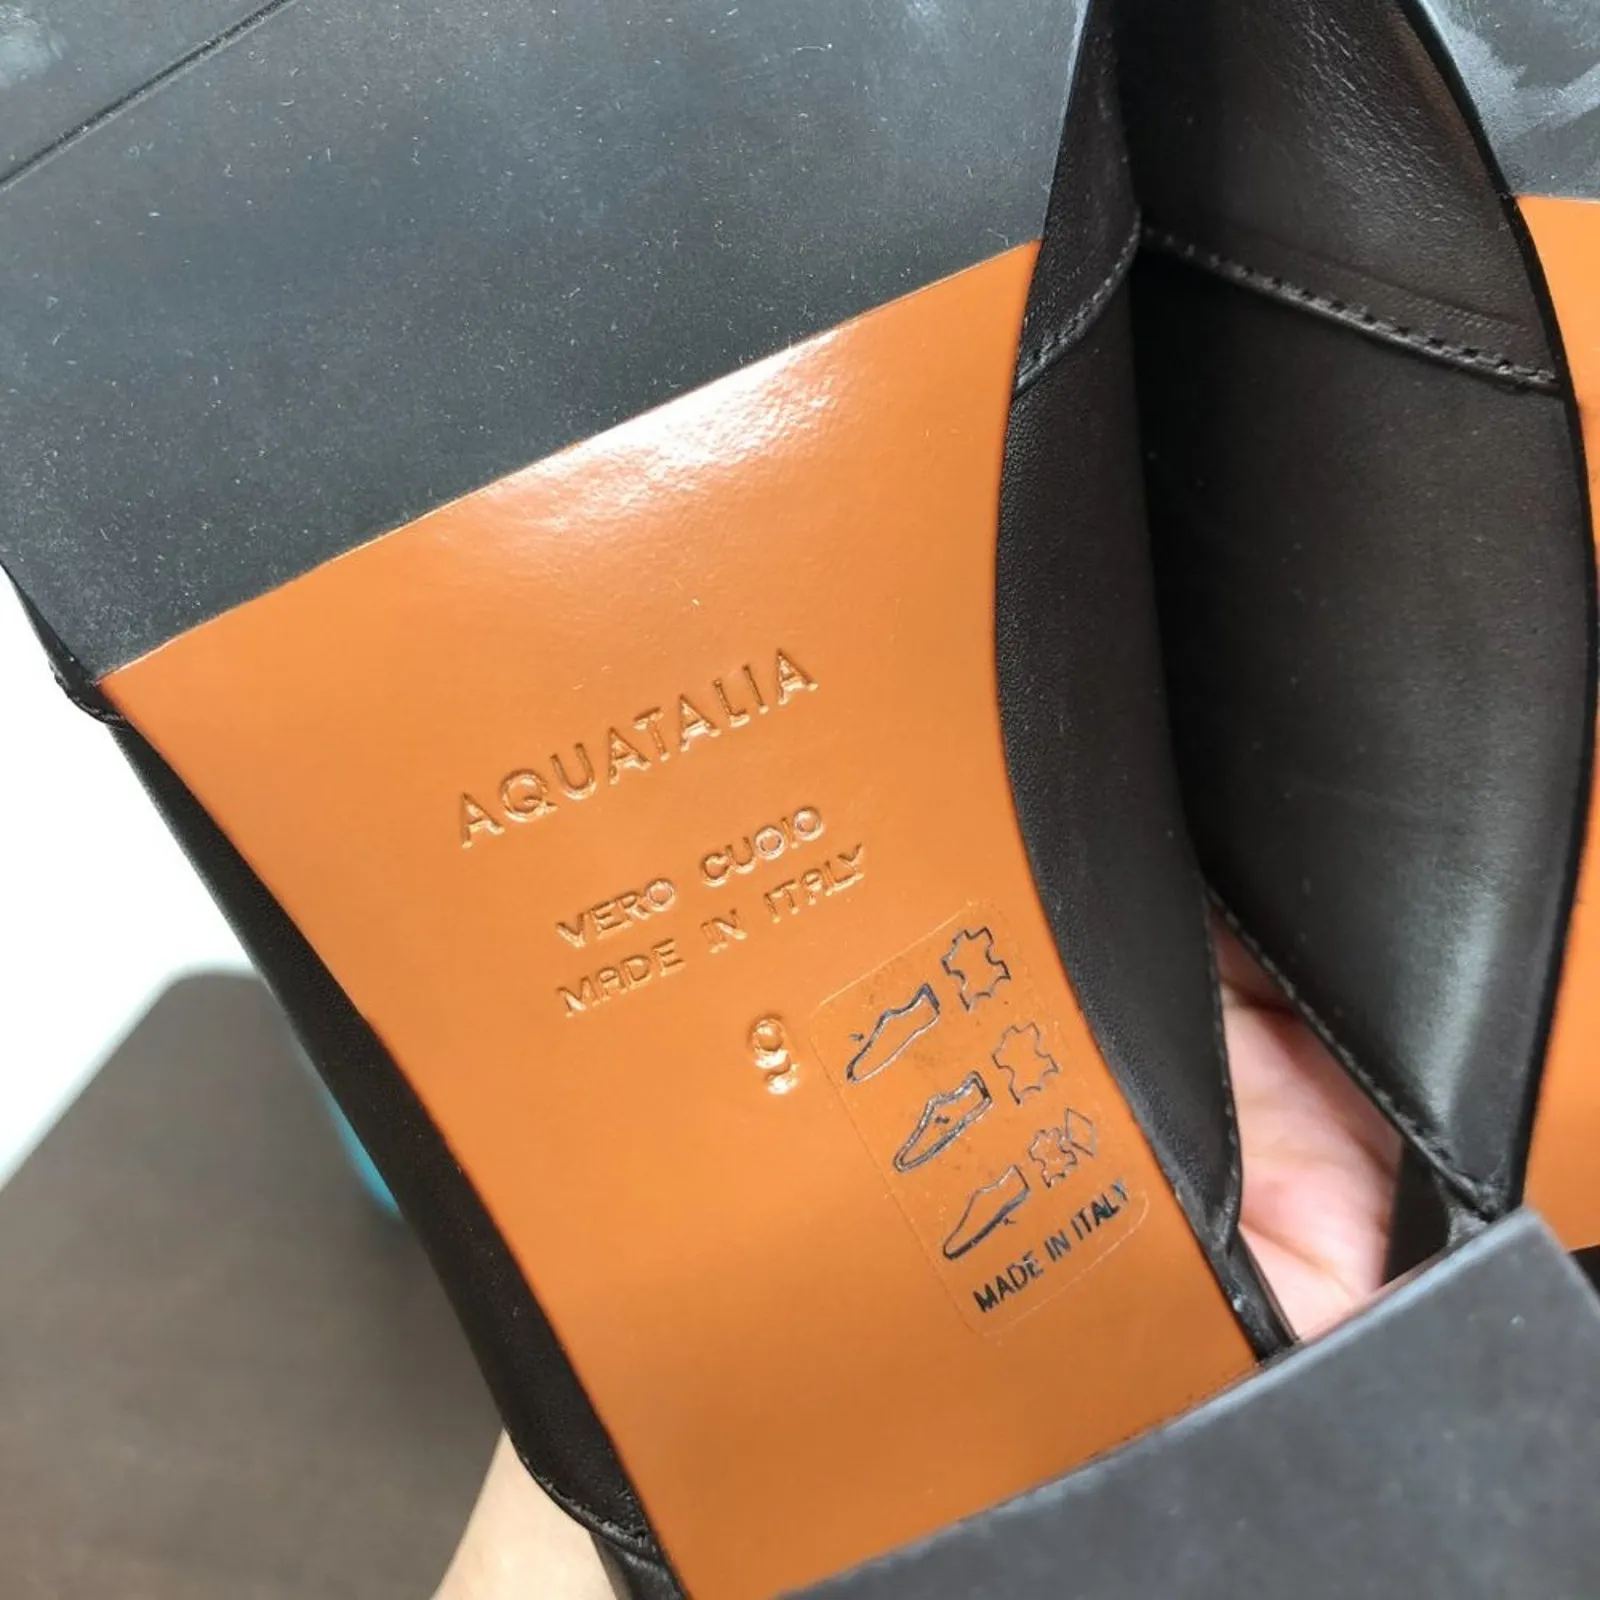 AQUATALIA
VERO CUOIO
MADE IN ITALY
9
MADE IN ITALY